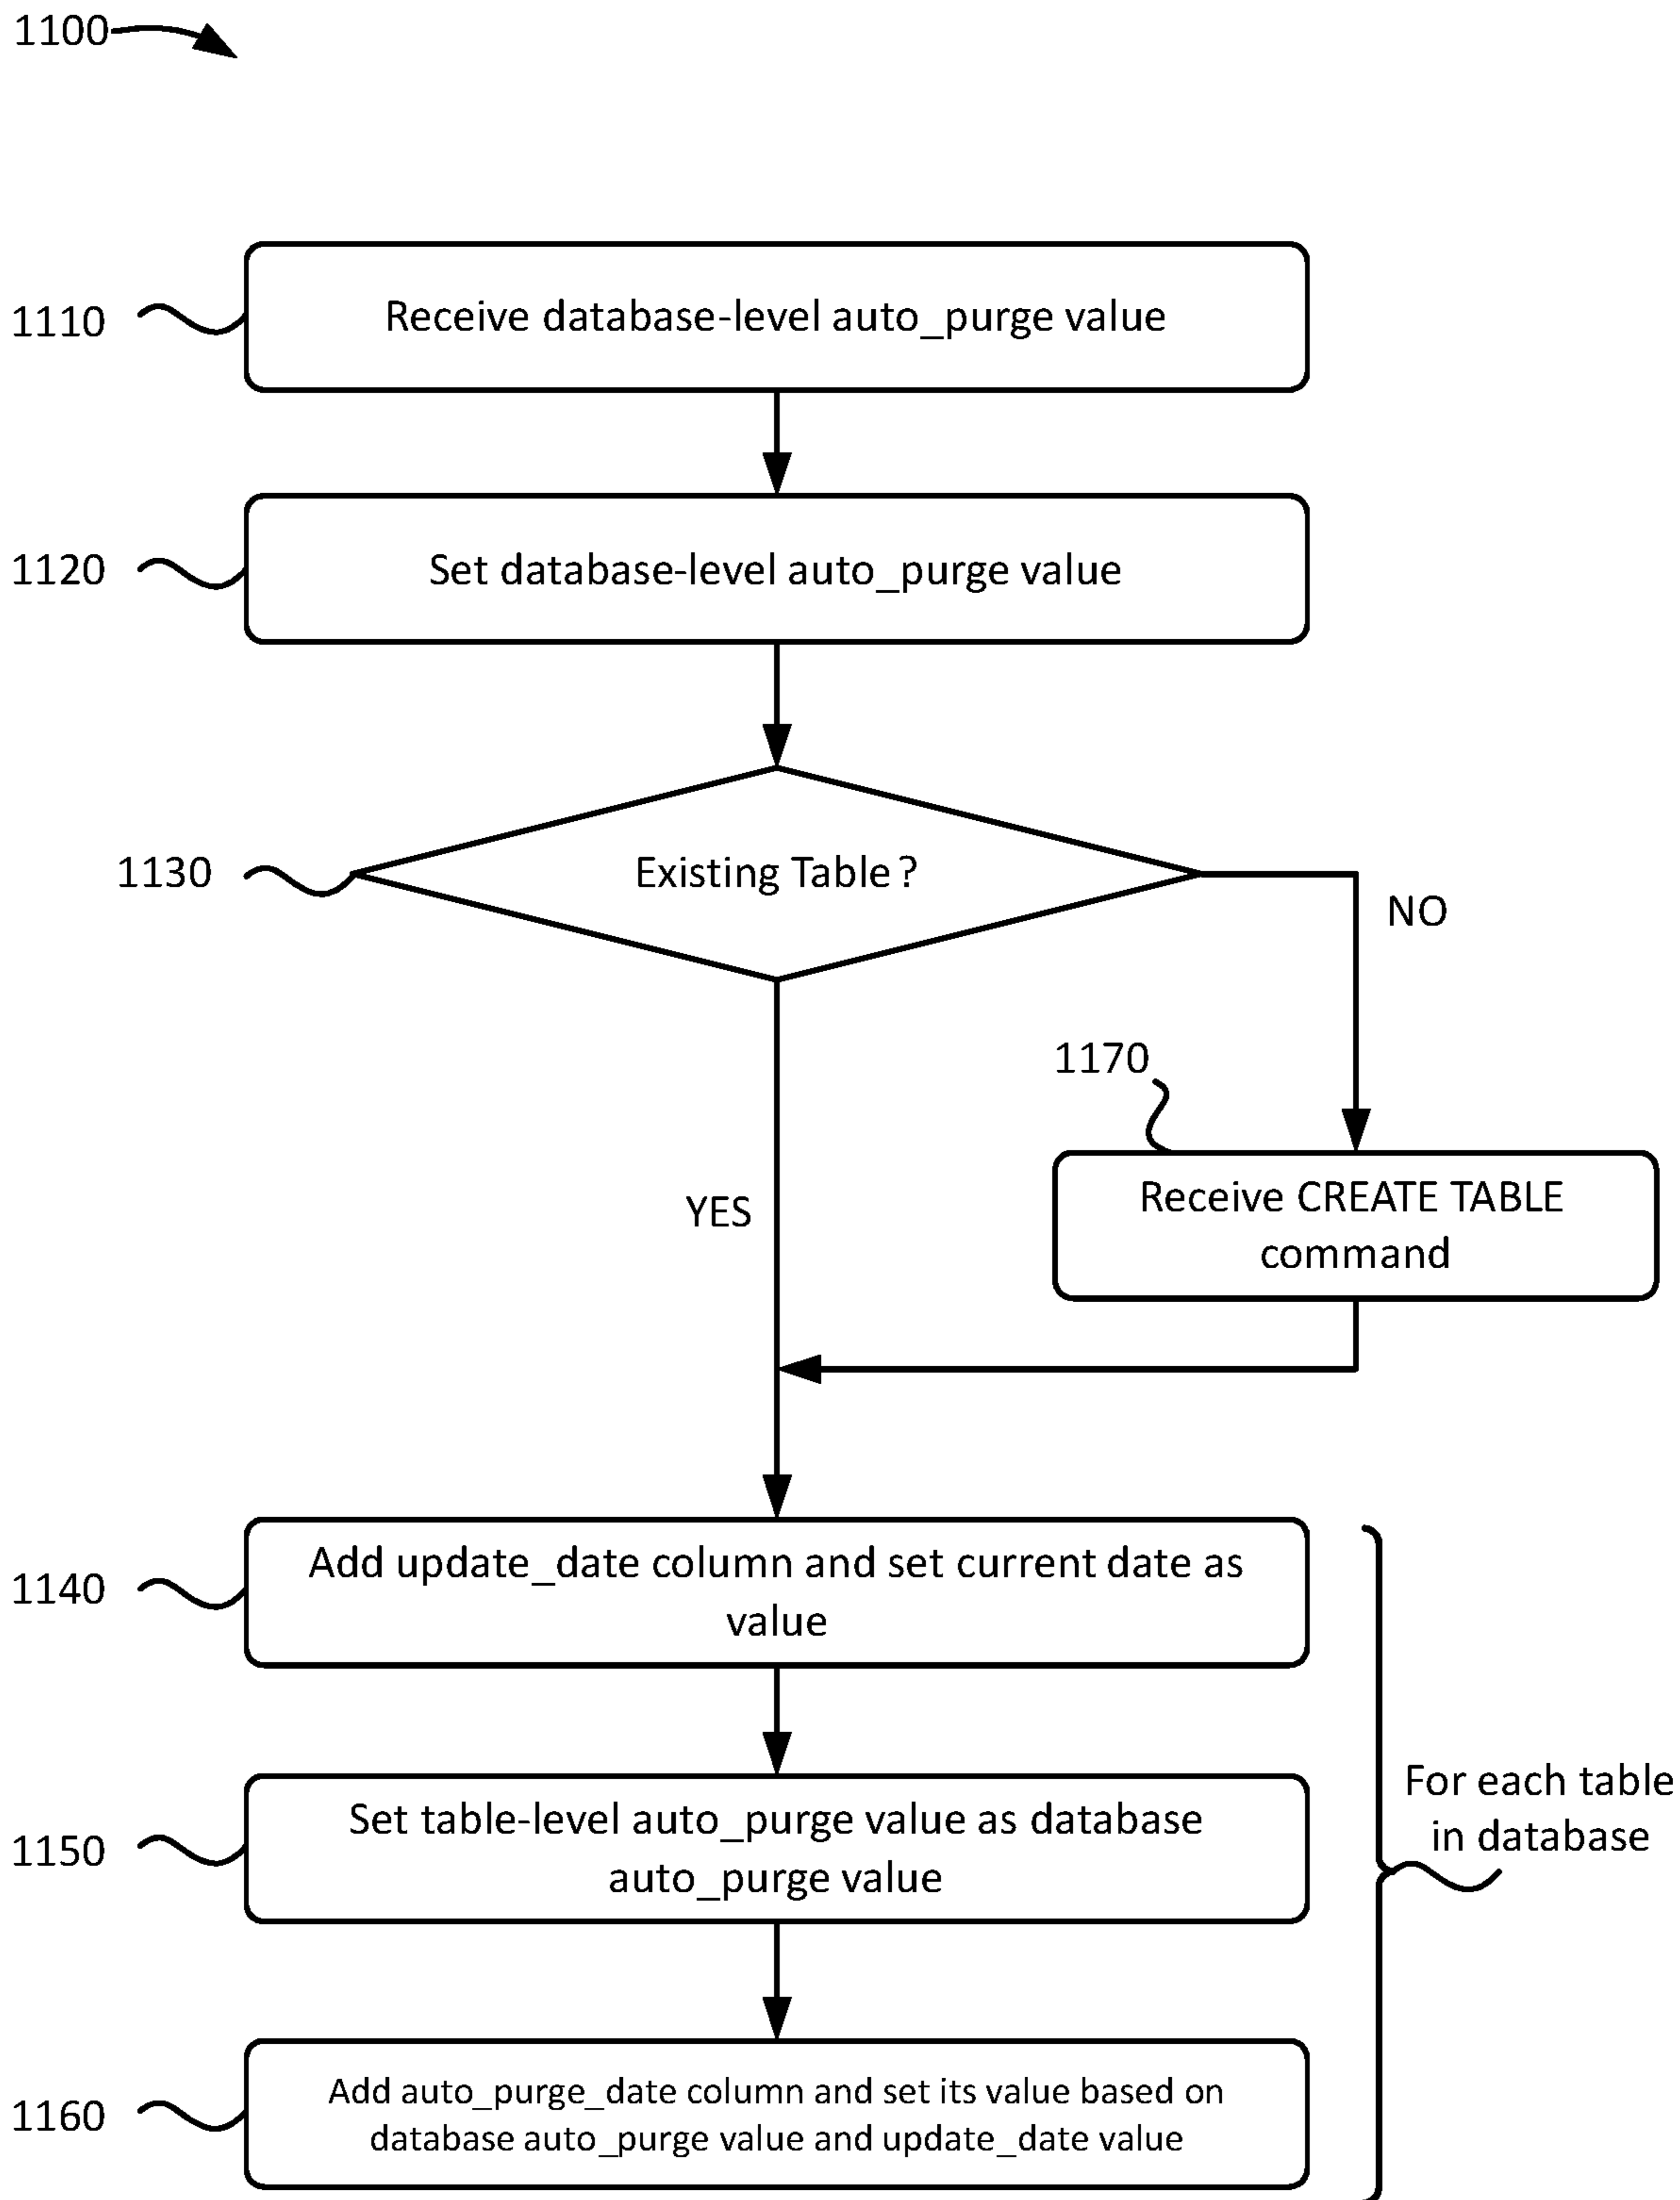 1100
1110
Receive database-level auto_purge value
1120
Set database-level auto_purge value
1130
Existing Table?
NO
1170
Receive CREATE TABLE
command
YES
1140
Add update_date column and set current date as
value
1150
Set table-level auto_purge value as database
auto_purge value
For each table
in database
1160
Add auto_purge_date column and set its value based on
database auto_purge value and update_date value